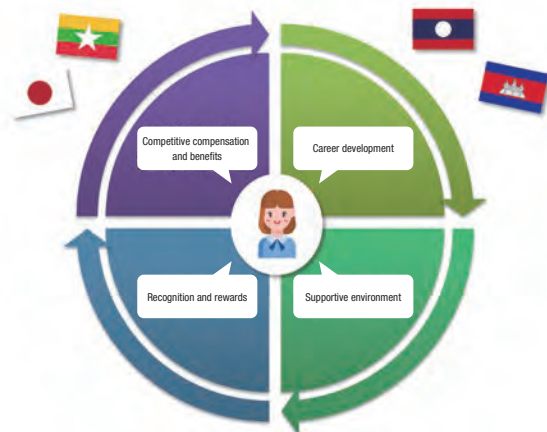 Competitive compensation
and benefits
Career development
Recognition and rewards
Supportive environment